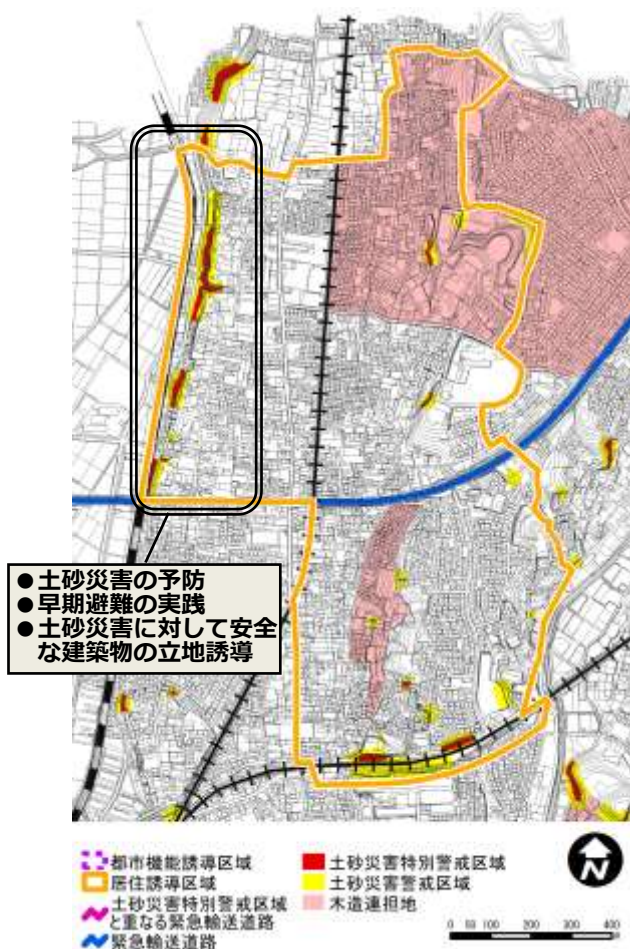 ●土砂災害の予防
●早期避難の実践
●土砂災害に対して安全
な建築物の立地誘導
都市機能誘導区域
居住誘導区域
土砂災害特別警戒区域
と重なる緊急輸送道路
緊急輸送道路
土砂災害特別警戒区域
土砂災害警戒区域
木造連担地
N
0 50 100 200 300 400